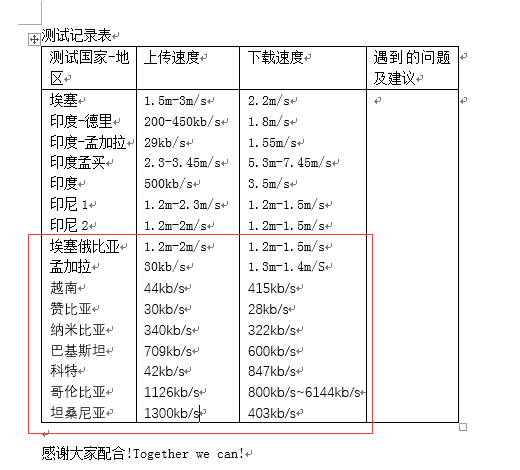 测试记录表
测试国家-地区 上传速度 下载速度 遇到的问题及建议
埃塞 1.5m-3m/s 2.2m/s
印度-德里 200-450kb/s 1.8m/s
印度-孟加拉 29kb/s 1.55m/s
印度孟买 2.3-3.45m/s 5.3m-7.45m/s
印度 500kb/s 3.5m/s
印尼1 1.2m-2.3m/s 1.2m-1.5m/s
印尼2 1.2m-2m/s 1.2m-1.5m/s
埃塞俄比亚 1.2m-2m/s 1.2m-1.5m/s
孟加拉 30kb/s 1.3m-1.4m/S
越南 44kb/s 415kb/s
赞比亚 30kb/s 28kb/s
纳米比亚 340kb/s 322kb/s
巴基斯坦 709kb/s 600kb/s
科特 42kb/s 847kb/s
哥伦比亚 1126kb/s 800kb/s~6144kb/s
坦桑尼亚 1300kb/s 403kb/s
感谢大家配合!Together we can!